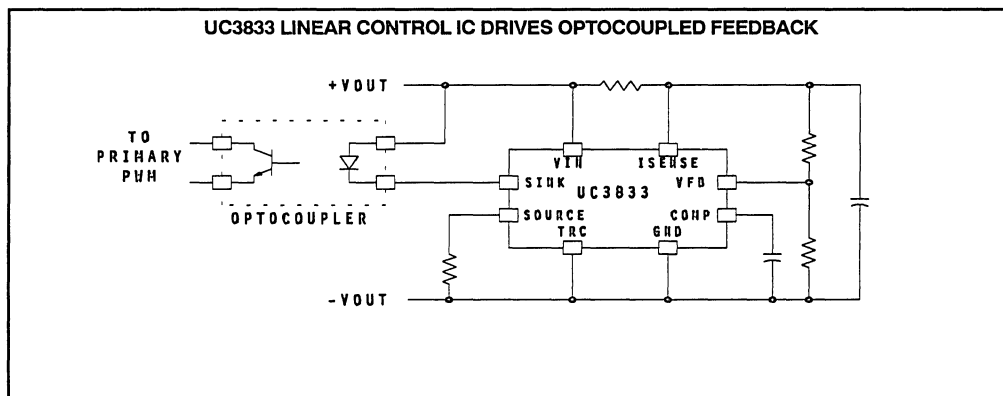 UC3833 LINEAR CONTROL IC DRIVES OPTOCOUPLED FEEDBACK
+VOUT
TO
PRIMARY
PWM
OPTOCOUPLER
VIN
ISENSE
SINK
UC3833
VFB
SOURCE
COMP
TRC
GND
-VOUT